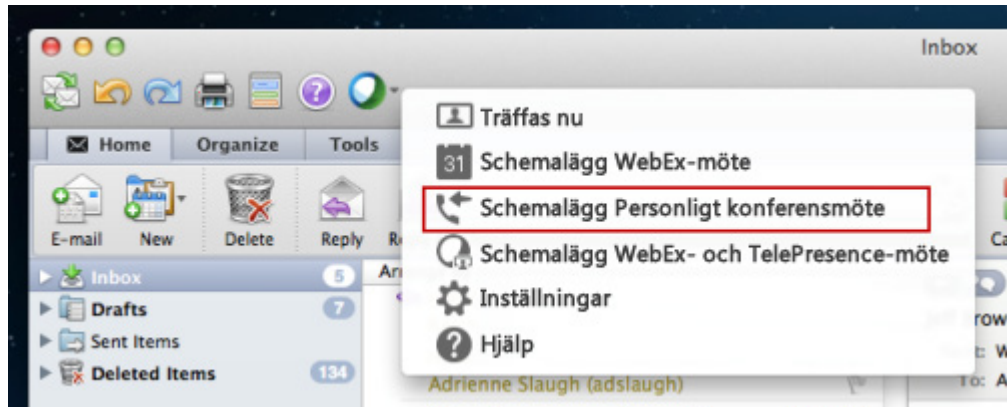 Inbox
Träffas nu
Home Organize Tools
31 Schemalägg WebEx-möte
Schemalägg Personligt konferensmöte
E-mail New Delete Reply
Schemalägg WebEx- och TelePresence-möte
Inbox 5
Inställningar
Drafts 7
Sent Items
Hjälp
Deleted Items 134
Adrienne Slaugh (adslaugh)
To: A